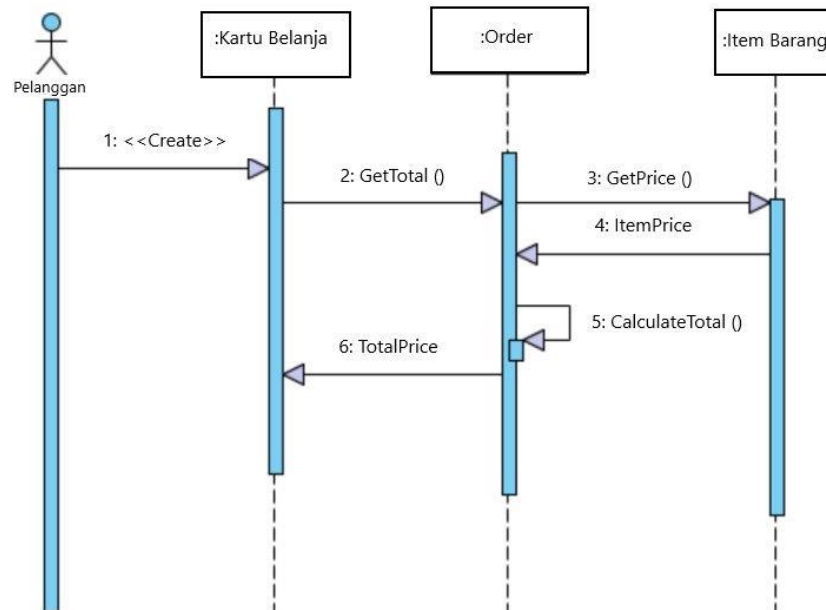 :Kartu Belanja
:Order
:Item Barang
Pelanggan
1: <<Create>>
2: GetTotal ()
3: GetPrice ()
4: ItemPrice
5: CalculateTotal ()
6: TotalPrice